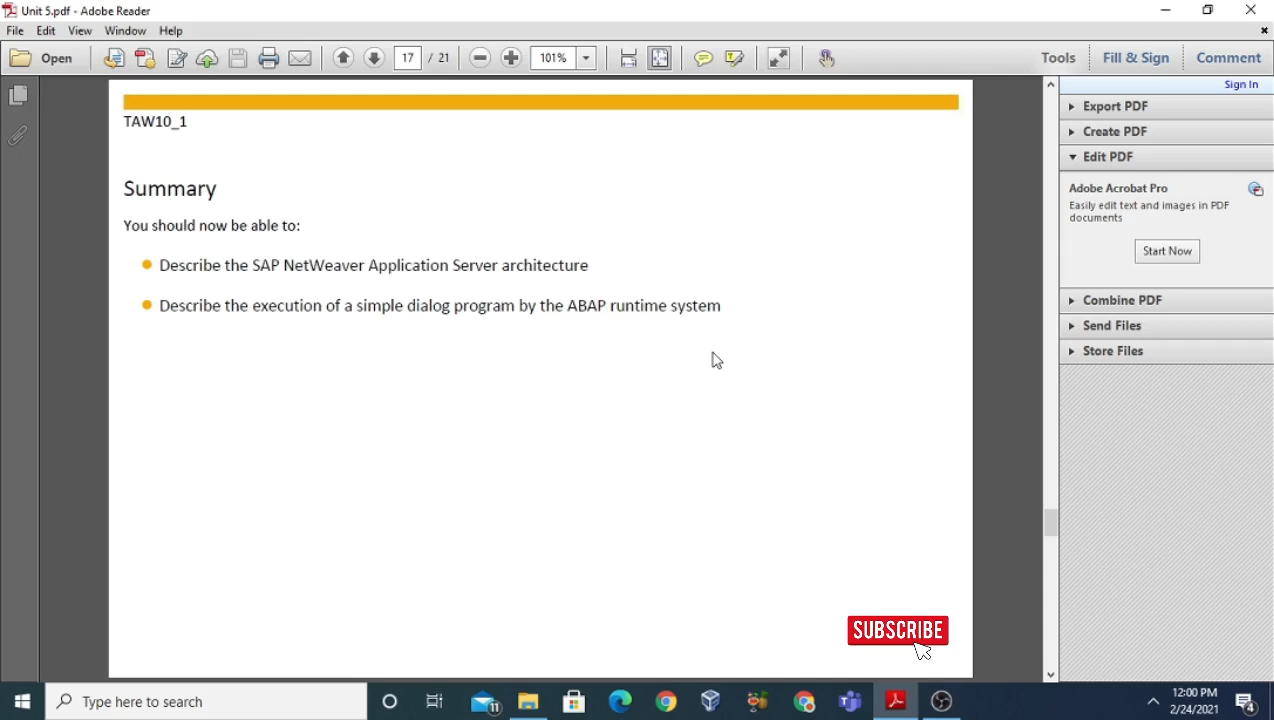 Unit 5.pdf - Adobe Reader
File Edit View Window Help
Open 17 / 21 101% Tools Fill & Sign Comment
Sign In
TAW10_1
Summary
You should now be able to:
Describe the SAP NetWeaver Application Server architecture
Describe the execution of a simple dialog program by the ABAP runtime system
SUBSCRIBE
Export PDF
Create PDF
Edit PDF
Adobe Acrobat Pro
Easily edit text and images in PDF
documents
Start Now
Combine PDF
Send Files
Store Files
Type here to search
11
12:00 PM
2/24/2021
4